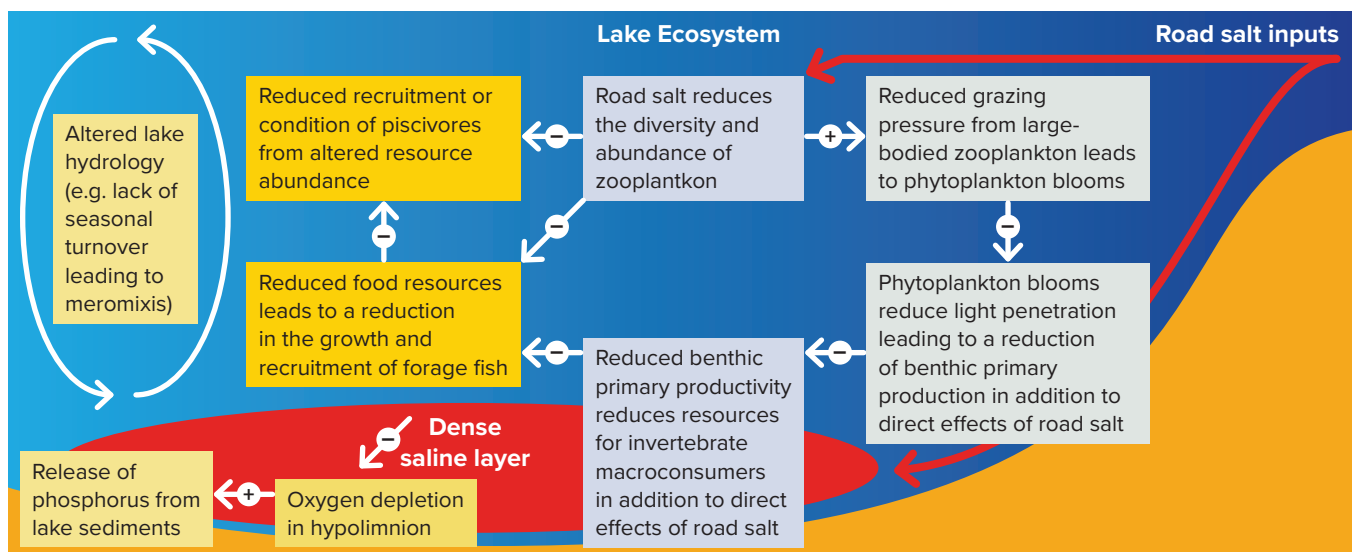 Lake Ecosystem
Road salt inputs
Altered lake
hydrology
(e.g. lack of
seasonal
turnover
leading to
meromixis)
Reduced recruitment or
condition of piscivores
from altered resource
abundance
−
Road salt reduces
the diversity and
abundance of
zooplantkon
+
Reduced grazing
pressure from large-
bodied zooplankton leads
to phytoplankton blooms
−
−
−
Reduced food resources
leads to a reduction
in the growth and
recruitment of forage fish
−
Reduced benthic
primary productivity
reduces resources
for invertebrate
macroconsumers
in addition to direct
effects of road salt
−
Phytoplankton blooms
reduce light penetration
leading to a reduction
of benthic primary
production in addition to
direct effects of road salt
−
Dense
saline layer
Release of
phosphorus from
lake sediments
+
Oxygen depletion
in hypolimnion